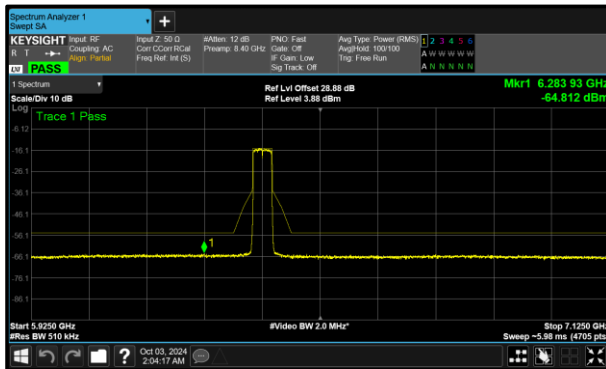 Spectrum Analyzer 1
Swept SA
+
KEYSIGHT
R T
LXI
PASS
Input: RF
Coupling: AC
Align: Partial
Input Z: 50 Ω
Corr CCorr RCal
Freq Ref: Int (S)
#Atten: 12 dB
Preamp: 8.40 GHz
PNO: Fast
Gate: Off
IF Gain: Low
Sig Track: Off
Avg Type: Power (RMS)
Avg|Hold: 100/100
Trig: Free Run
1 2 3 4 5 6
A W W W W W
A N N N N N
1 Spectrum
Scale/Div 10 dB
Ref Lvl Offset 28.88 dB
Ref Level 3.88 dBm
Mkr1 6.283 93 GHz
-64.812 dBm
Log
Trace 1 Pass
-6.12
-16.1
-26.1
-36.1
-46.1
-56.1
-66.1
-76.1
-86.1
1
Start 5.9250 GHz
#Res BW 510 kHz
#Video BW 2.0 MHz*
Stop 7.1250 GHz
Sweep ~5.98 ms (4705 pts)
?
Oct 03, 2024
2:04:17 AM